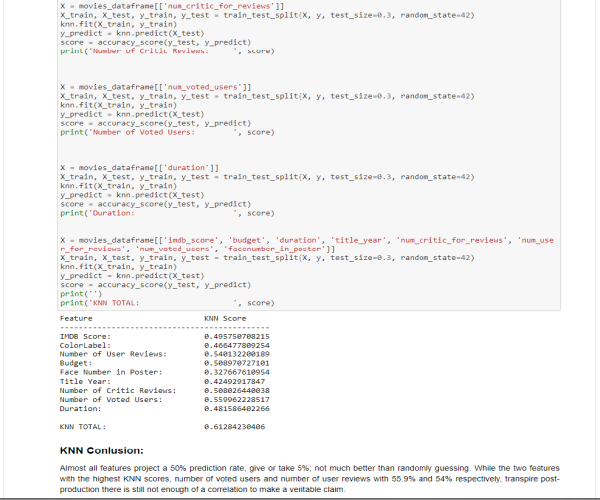 X = movies_dataframe[['num_critic_for_reviews']]
X_train, X_test, y_train, y_test = train_test_split(X, y, test_size=0.3, random_state=42)
knn.fit(X_train, y_train)
y_predict = knn.predict(X_test)
score = accuracy_score(y_test, y_predict)
print('Number of Critic Reviews:      ', score)
X = movies_dataframe[['num_voted_users']]
X_train, X_test, y_train, y_test = train_test_split(X, y, test_size=0.3, random_state=42)
knn.fit(X_train, y_train)
y_predict = knn.predict(X_test)
score = accuracy_score(y_test, y_predict)
print('Number of Voted Users:         ', score)
X = movies_dataframe[['duration']]
X_train, X_test, y_train, y_test = train_test_split(X, y, test_size=0.3, random_state=42)
knn.fit(X_train, y_train)
y_predict = knn.predict(X_test)
score = accuracy_score(y_test, y_predict)
print('Duration:                      ', score)
X = movies_dataframe[['imdb_score', 'budget', 'duration', 'title_year', 'num_critic_for_reviews', 'num_use
r_for_reviews', 'num_voted_users', 'facenumber_in_poster']]
X_train, X_test, y_train, y_test = train_test_split(X, y, test_size=0.3, random_state=42)
knn.fit(X_train, y_train)
y_predict = knn.predict(X_test)
score = accuracy_score(y_test, y_predict)
print('')
print('KNN TOTAL:                     ', score)
Feature                         KNN Score
----------------------------------------------
IMDB Score:                     0.495750708215
ColorLabel:                     0.466477809254
Number of User Reviews:         0.540132200189
Budget:                         0.508970727101
Face Number in Poster:          0.327667610954
Title Year:                     0.42492917847
Number of Critic Reviews:       0.508026440038
Number of Voted Users:          0.559962228517
Duration:                       0.481586402266
KNN TOTAL:                      0.61284230406
KNN Conlusion:
Almost all features project a 50% prediction rate, give or take 5%; not much better than randomly guessing. While the two features
with the highest KNN scores, number of voted users and number of user reviews with 55.9% and 54% respectively, transpire post-
production there is still not enough of a correlation to make a veritable claim.